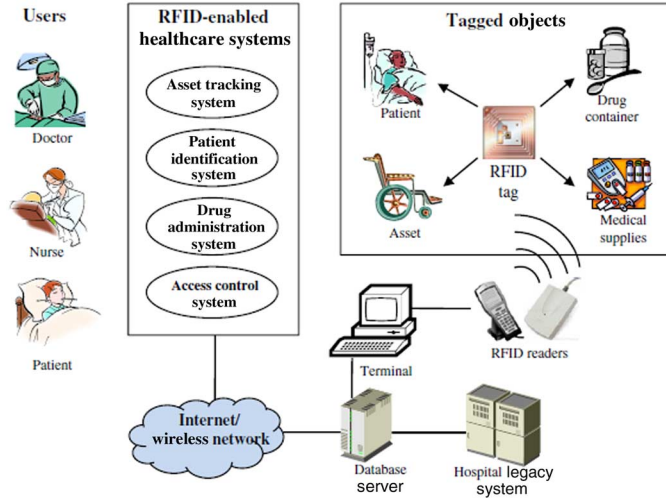 Users
Doctor
Nurse
Patient
RFID-enabled
healthcare systems
Asset tracking
system
Patient
identification
system
Drug
administration
system
Access control
system
Tagged objects
Patient
Drug
container
RFID
tag
Asset
Medical
supplies
Terminal
RFID readers
Internet/
wireless network
Database
server
Hospital legacy
system